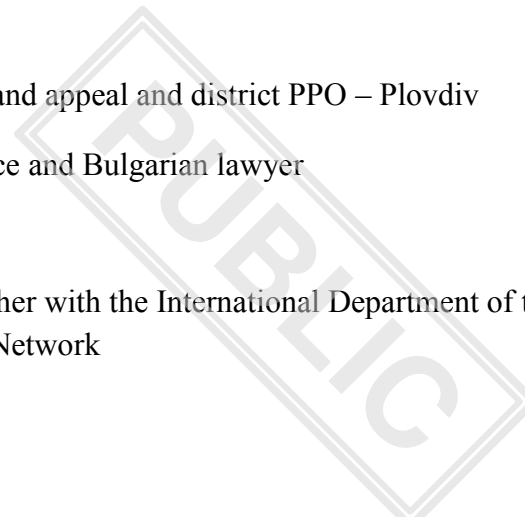 and appeal and district PPO – Plovdiv
ce and Bulgarian lawyer
her with the International Department of t
Network
PUBLIC